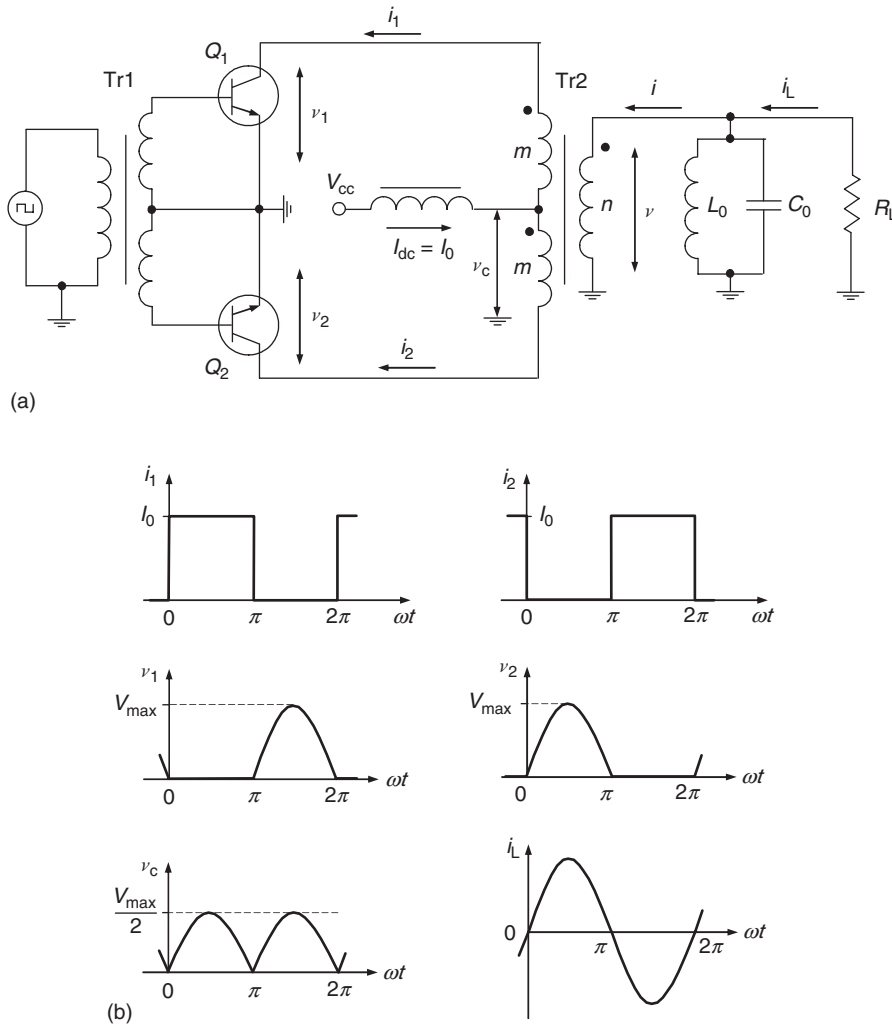 i1
Q1
Tr1
Tr2
i
iL
v1
m
Vcc
n
v
L0
C0
RL
Idc = I0
vc
m
v2
i2
Q2
(a)
i1
I0
0
π
2π
ωt
i2
I0
0
π
2π
ωt
v1
Vmax
0
π
2π
ωt
v2
Vmax
0
π
2π
ωt
vc
Vmax
2
0
π
2π
ωt
iL
0
π
2π
ωt
(b)